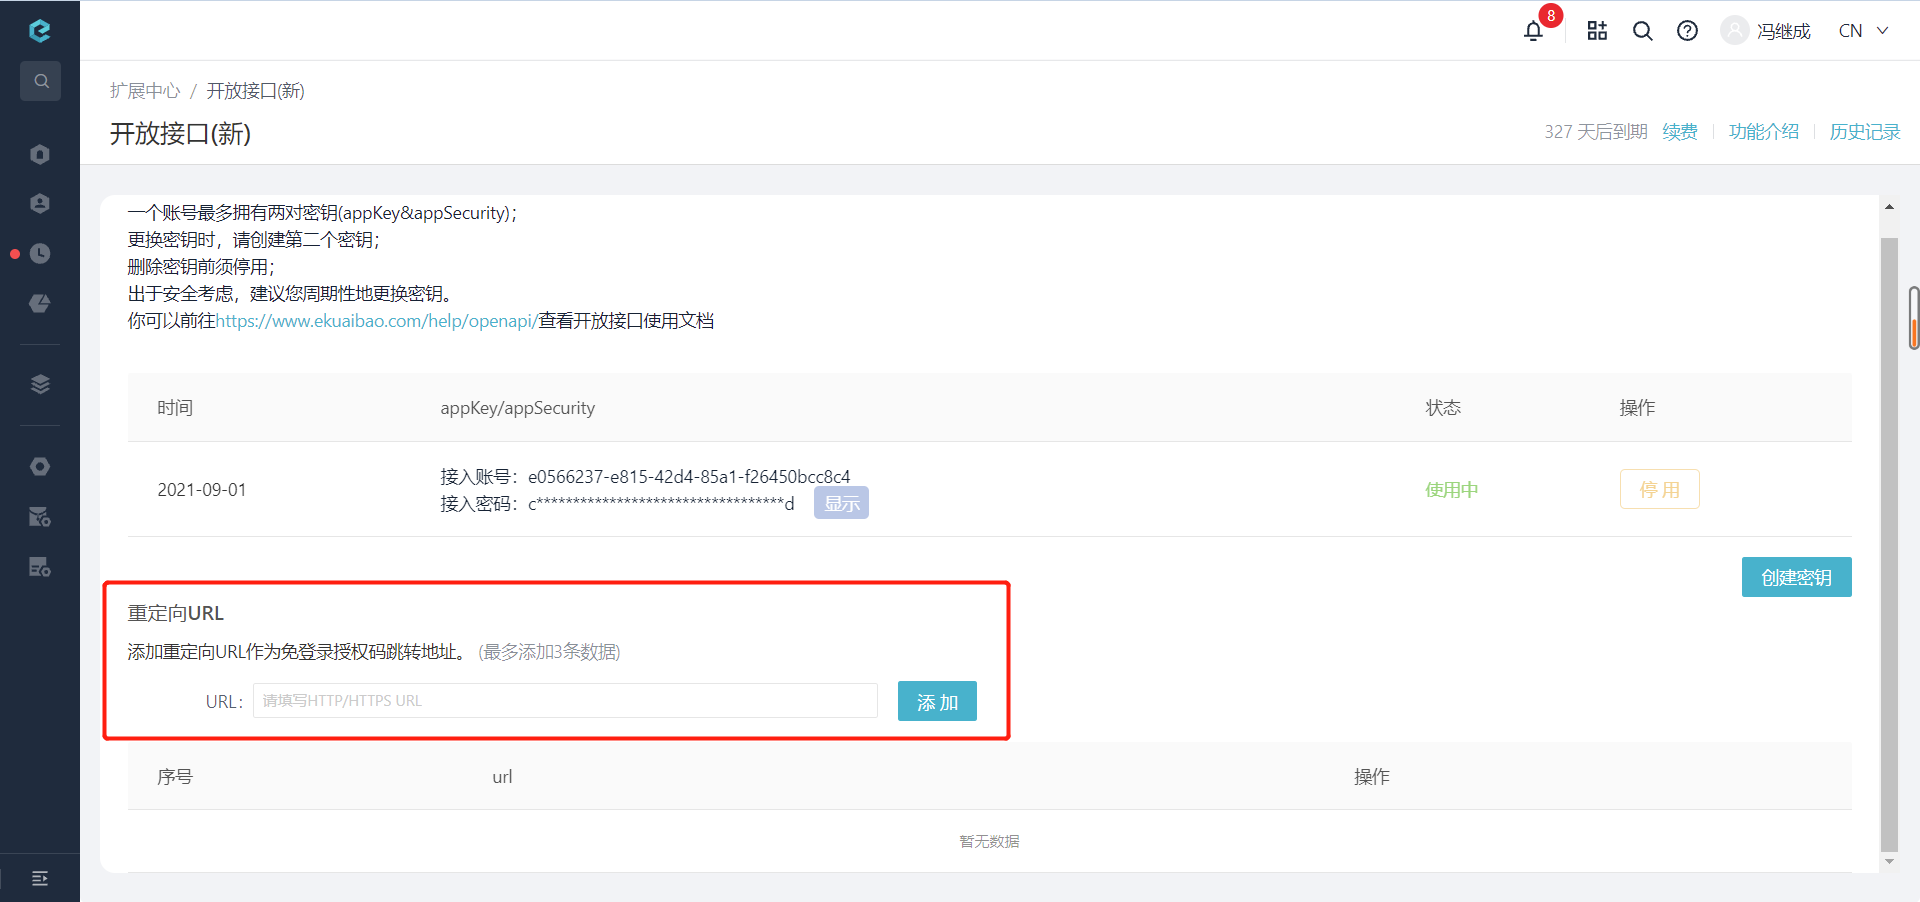 8
冯继成
CN
扩展中心 / 开放接口(新)
开放接口(新)
327 天后到期 续费 功能介绍 历史记录
一个账号最多拥有两对密钥(appKey&appSecurity)；
更换密钥时，请创建第二个密钥；
删除密钥前须停用；
出于安全考虑，建议您周期性地更换密钥。
你可以前往https://www.ekuaibao.com/help/openapi/查看开放接口使用文档
时间 appKey/appSecurity 状态 操作
接入账号：e0566237-e815-42d4-85a1-f26450bcc8c4
2021-09-01 使用中 停 用
接入密码：c**********************************d 显示
创建密钥
重定向URL
添加重定向URL作为免登录授权码跳转地址。 (最多添加3条数据)
URL： 请填写HTTP/HTTPS URL 添 加
序号 url 操作
暂无数据